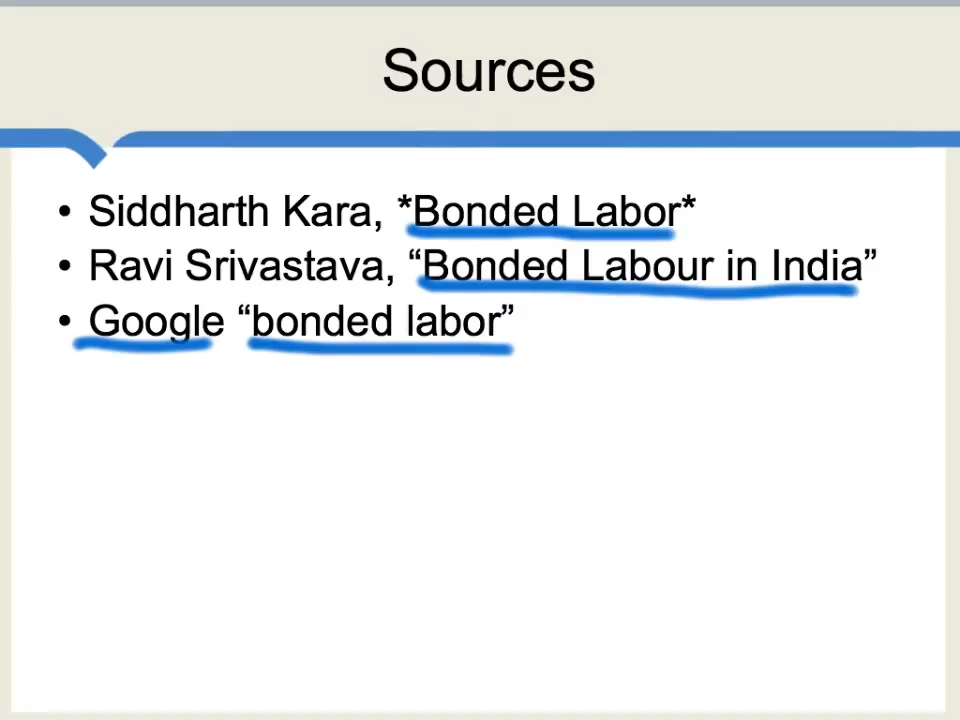 Sources
• Siddharth Kara, *Bonded Labor*
• Ravi Srivastava, “Bonded Labour in India”
• Google “bonded labor”